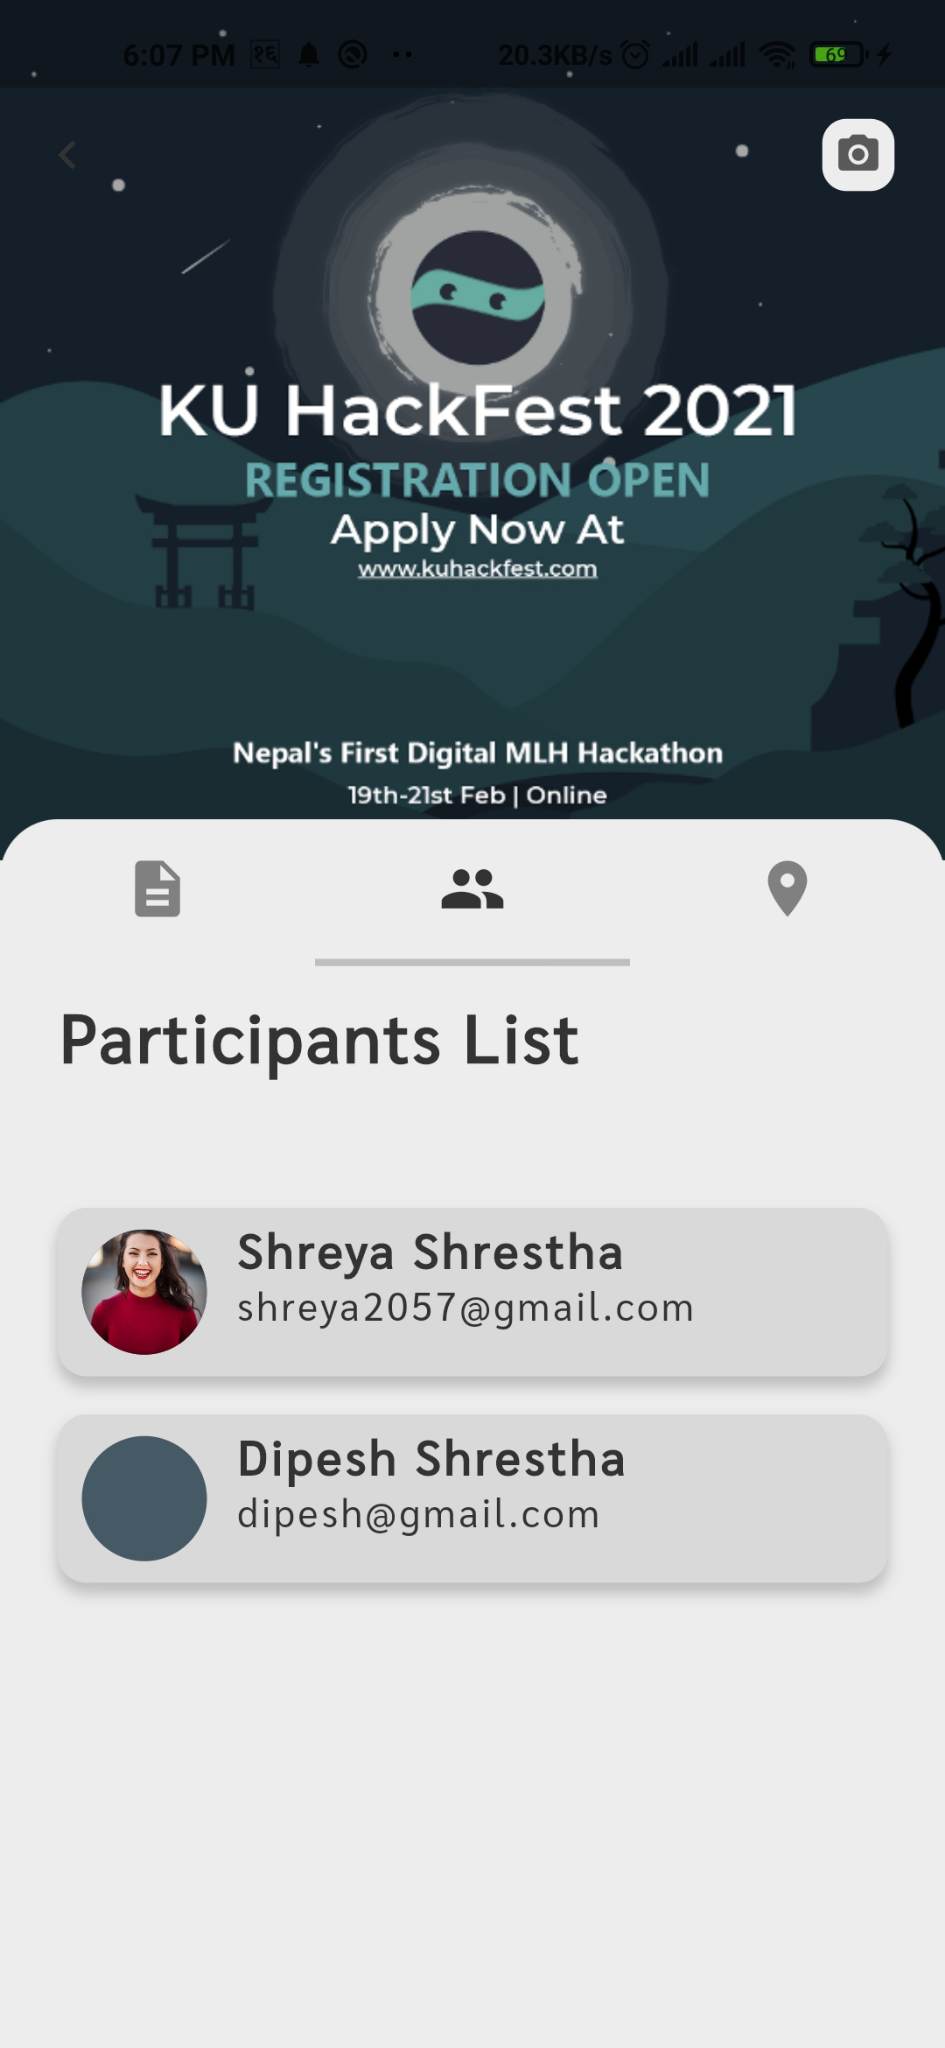 6:07 PM १६ 20.3KB/s 69
KU HackFest 2021
REGISTRATION OPEN
Apply Now At
www.kuhackfest.com
Nepal's First Digital MLH Hackathon
19th-21st Feb | Online
Participants List
Shreya Shrestha
shreya2057@gmail.com
Dipesh Shrestha
dipesh@gmail.com